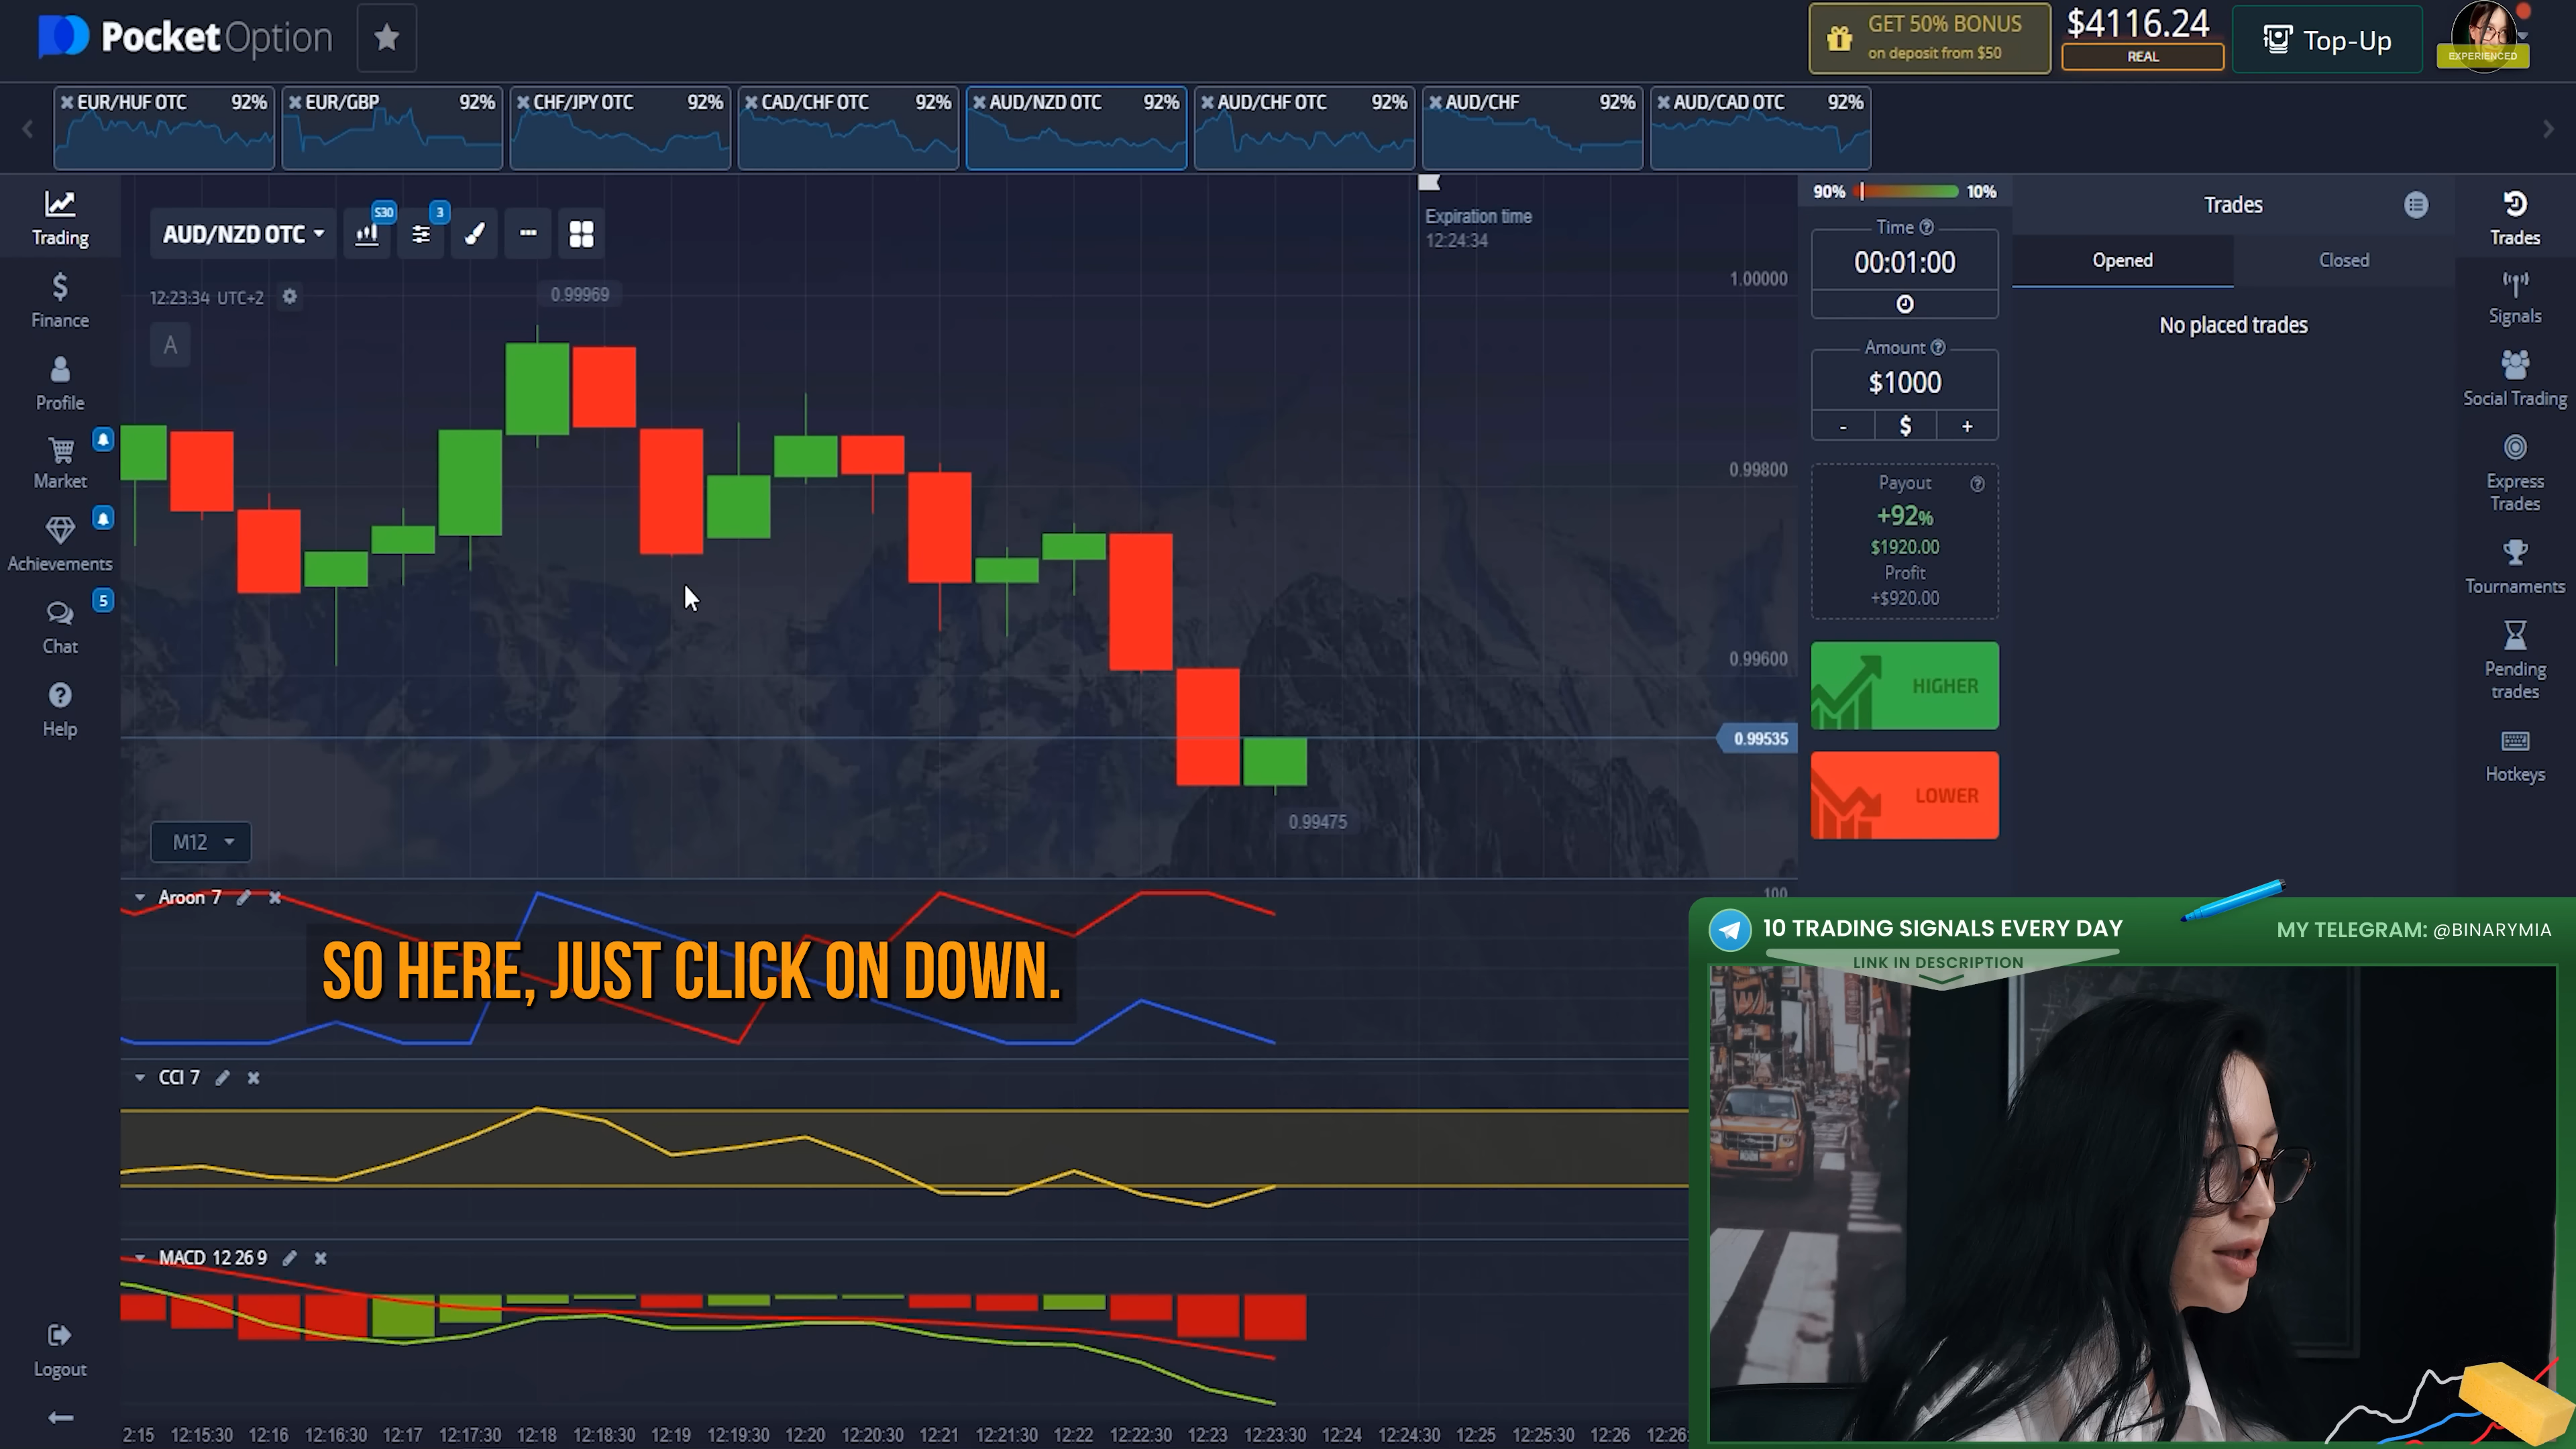 PocketOption
GET 50% BONUS
on deposit from $50
$4116.24
REAL
Top-Up
EXPERIENCED
EUR/HUF OTC 92%
EUR/GBP 92%
CHF/JPY OTC 92%
CAD/CHF OTC 92%
AUD/NZD OTC 92%
AUD/CHF OTC 92%
AUD/CHF 92%
AUD/CAD OTC 92%
Trading
Finance
Profile
Market
Achievements
5
Chat
Help
Logout
AUD/NZD OTC
S30
3
12:23:34 UTC+2
A
0.99969
Expiration time
12:24:34
1.00000
0.99800
0.99600
0.99535
0.99475
M12
90% 10%
Time
00:01:00
Amount
$1000
- $ +
Payout
+92%
$1920.00
Profit
+$920.00
HIGHER
LOWER
Trades
Opened Closed
No placed trades
Trades
Signals
Social Trading
Express
Trades
Tournaments
Pending
trades
Hotkeys
Aroon 7
100
SO HERE, JUST CLICK ON DOWN.
CCI 7
MACD 12 26 9
2:15 12:15:30 12:16 12:16:30 12:17 12:17:30 12:18 12:18:30 12:19 12:19:30 12:20 12:20:30 12:21 12:21:30 12:22 12:22:30 12:23 12:23:30 12:24 12:24:30 12:25 12:25:30 12:26 12:26:
10 TRADING SIGNALS EVERY DAY
LINK IN DESCRIPTION
MY TELEGRAM: @BINARYMIA